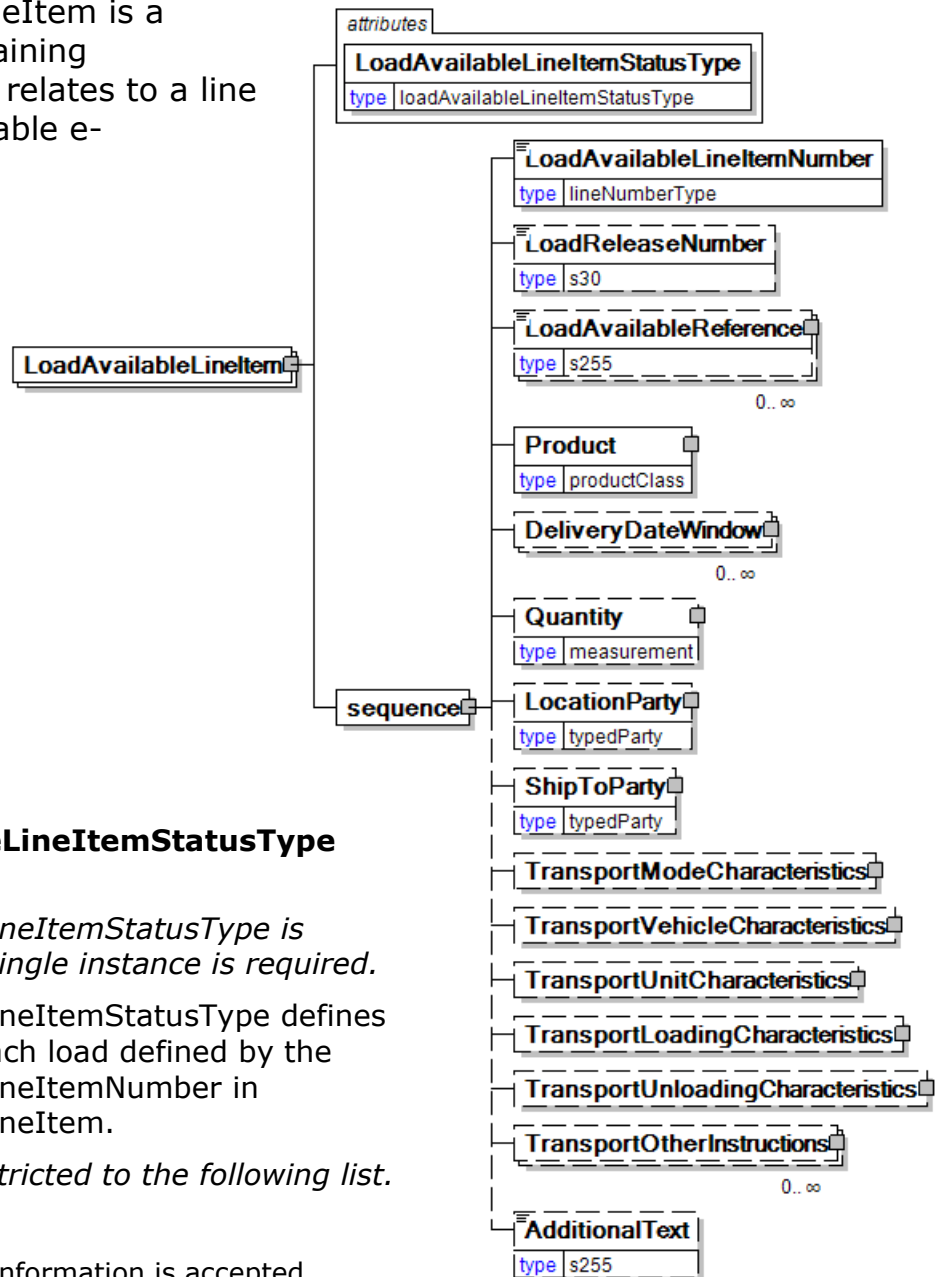 eItem is a
aining
relates to a line
able e-
attributes
LoadAvailableLineItemStatusType
type loadAvailableLineItemStatusType
LoadAvailableLineItem
sequence
LoadAvailableLineItemNumber
type lineNumberType
LoadReleaseNumber
type s30
LoadAvailableReference
type s255
0.. ∞
Product
type productClass
DeliveryDateWindow
0.. ∞
Quantity
type measurement
LocationParty
type typedParty
ShipToParty
type typedParty
TransportModeCharacteristics
TransportVehicleCharacteristics
TransportUnitCharacteristics
TransportLoadingCharacteristics
TransportUnloadingCharacteristics
TransportOtherInstructions
0.. ∞
AdditionalText
type s255
eLineItemStatusType
ineItemStatusType is
single instance is required.
neItemStatusType defines
ach load defined by the
neItemNumber in
neItem.
tricted to the following list.
nformation is accepted